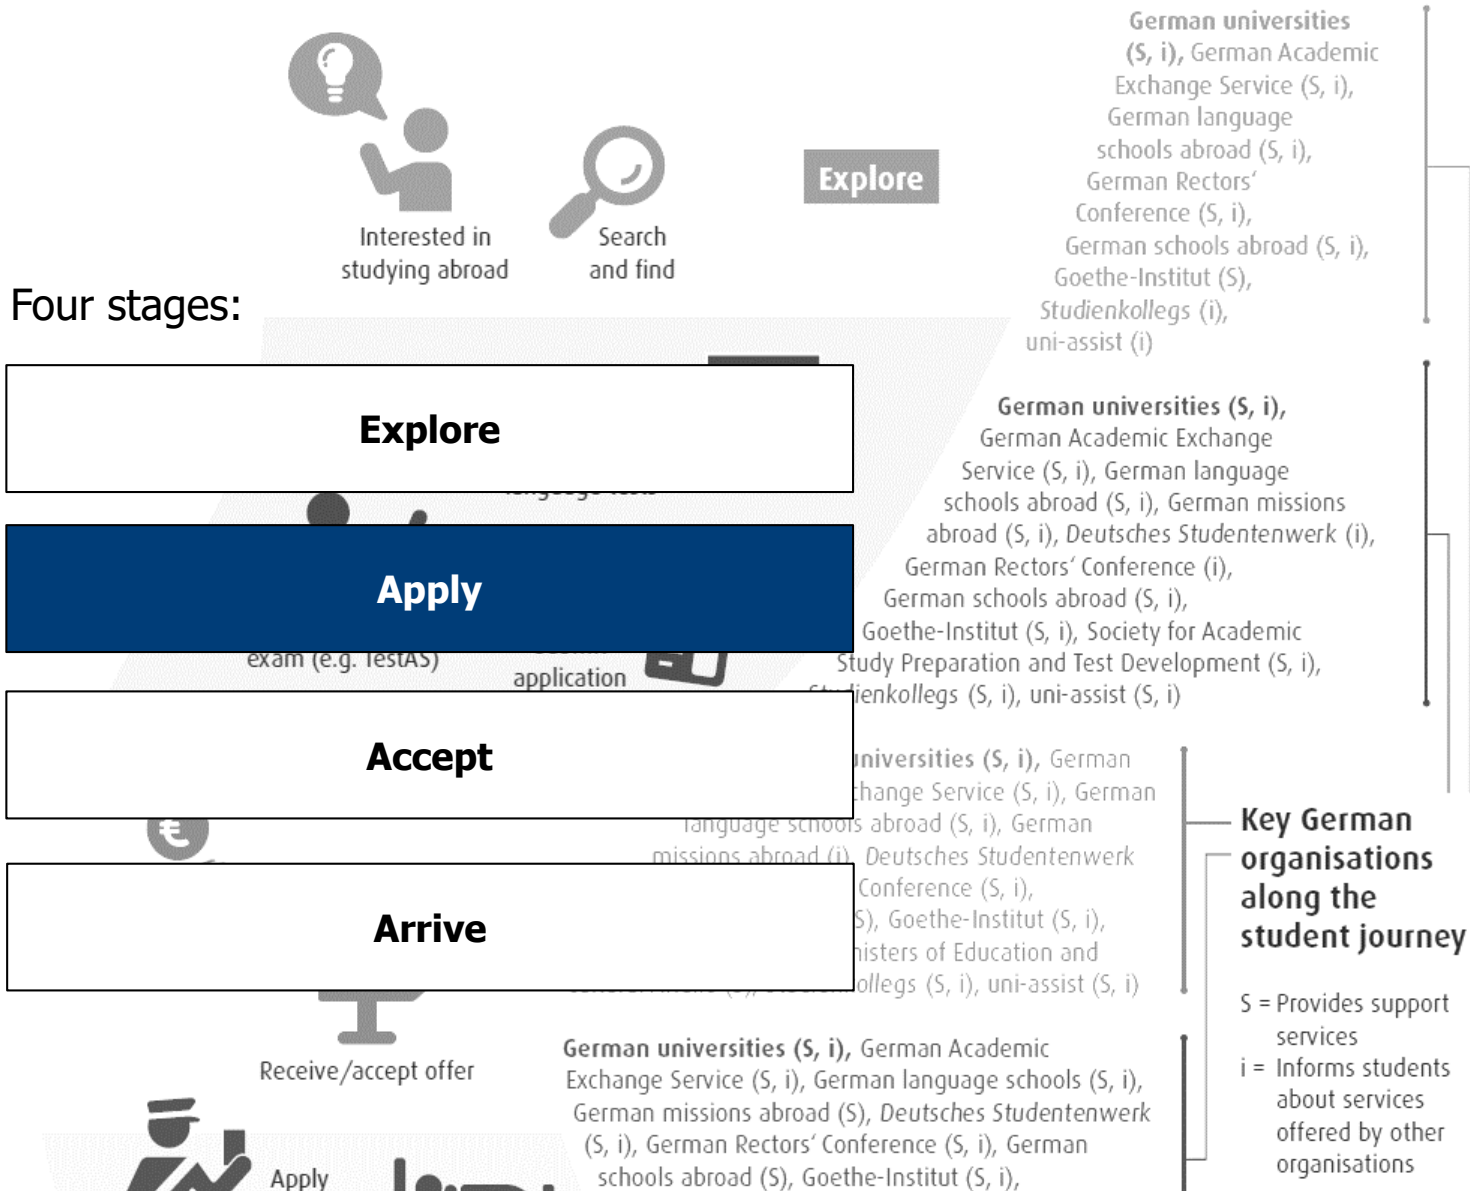 Interested in
studying abroad
Search
and find
Explore
German universities
(S, i), German Academic
Exchange Service (S, i),
German language
schools abroad (S, i),
German Rectors‘
Conference (S, i),
German schools abroad (S, i),
Goethe-Institut (S),
Studienkollegs (i),
uni-assist (i)
Four stages:
Explore
Apply
exam (e.g. TestAS)
application
Accept
Arrive
German universities (S, i),
German Academic Exchange
Service (S, i), German language
schools abroad (S, i), German missions
abroad (S, i), Deutsches Studentenwerk (i),
German Rectors‘ Conference (i),
German schools abroad (S, i),
Goethe-Institut (S, i), Society for Academic
Study Preparation and Test Development (S, i),
Studienkollegs (S, i), uni-assist (S, i)
universities (S, i), German
change Service (S, i), German
language schools abroad (S, i), German
missions abroad (i), Deutsches Studentenwerk
Conference (S, i),
S), Goethe-Institut (S, i),
nisters of Education and
ollegs (S, i), uni-assist (S, i)
€
Receive/accept offer
Apply
German universities (S, i), German Academic
Exchange Service (S, i), German language schools (S, i),
German missions abroad (S), Deutsches Studentenwerk
(S, i), German Rectors‘ Conference (S, i), German
schools abroad (S), Goethe-Institut (S, i),
Key German
organisations
along the
student journey
S = Provides support
services
i = Informs students
about services
offered by other
organisations